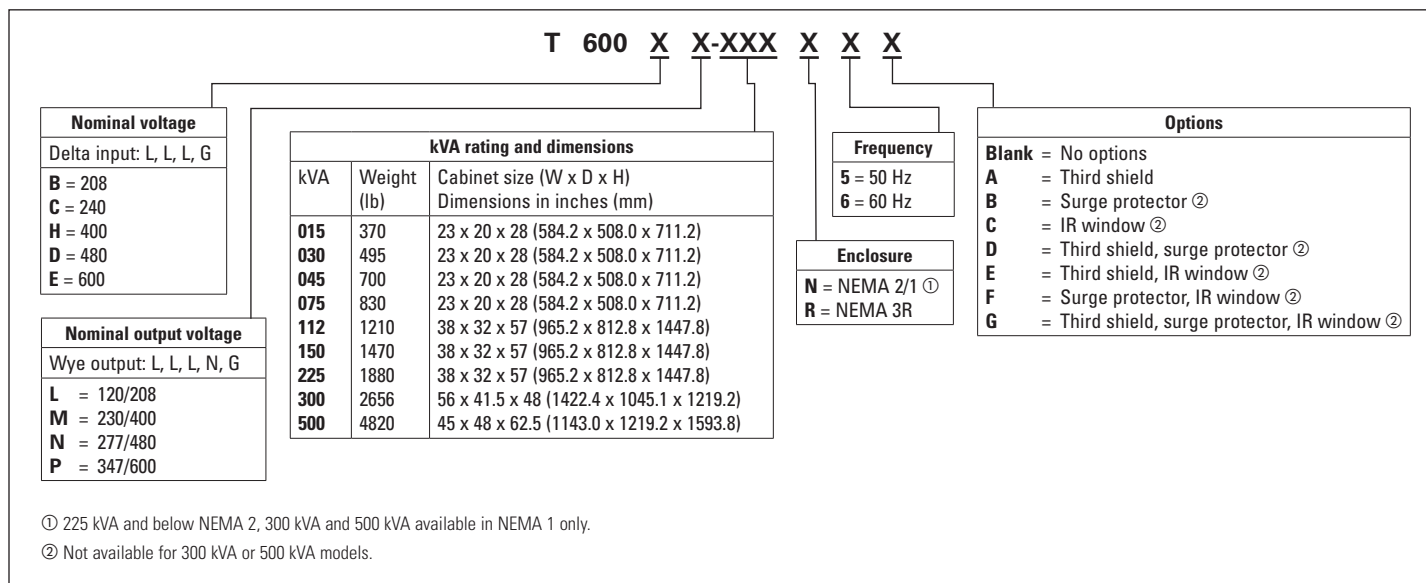 T 600 X X-XXX X X X
Nominal voltage
Delta input: L, L, L, G
B = 208
C = 240
H = 400
D = 480
E = 600
Nominal output voltage
Wye output: L, L, L, N, G
L = 120/208
M = 230/400
N = 277/480
P = 347/600
kVA rating and dimensions
kVA Weight (lb) Cabinet size (W x D x H) Dimensions in inches (mm)
015 370 23 x 20 x 28 (584.2 x 508.0 x 711.2)
030 495 23 x 20 x 28 (584.2 x 508.0 x 711.2)
045 700 23 x 20 x 28 (584.2 x 508.0 x 711.2)
075 830 23 x 20 x 28 (584.2 x 508.0 x 711.2)
112 1210 38 x 32 x 57 (965.2 x 812.8 x 1447.8)
150 1470 38 x 32 x 57 (965.2 x 812.8 x 1447.8)
225 1880 38 x 32 x 57 (965.2 x 812.8 x 1447.8)
300 2656 56 x 41.5 x 48 (1422.4 x 1045.1 x 1219.2)
500 4820 45 x 48 x 62.5 (1143.0 x 1219.2 x 1593.8)
Frequency
5 = 50 Hz
6 = 60 Hz
Enclosure
N = NEMA 2/1 ①
R = NEMA 3R
Options
Blank = No options
A = Third shield
B = Surge protector ②
C = IR window ②
D = Third shield, surge protector ②
E = Third shield, IR window ②
F = Surge protector, IR window ②
G = Third shield, surge protector, IR window ②
① 225 kVA and below NEMA 2, 300 kVA and 500 kVA available in NEMA 1 only.
② Not available for 300 kVA or 500 kVA models.